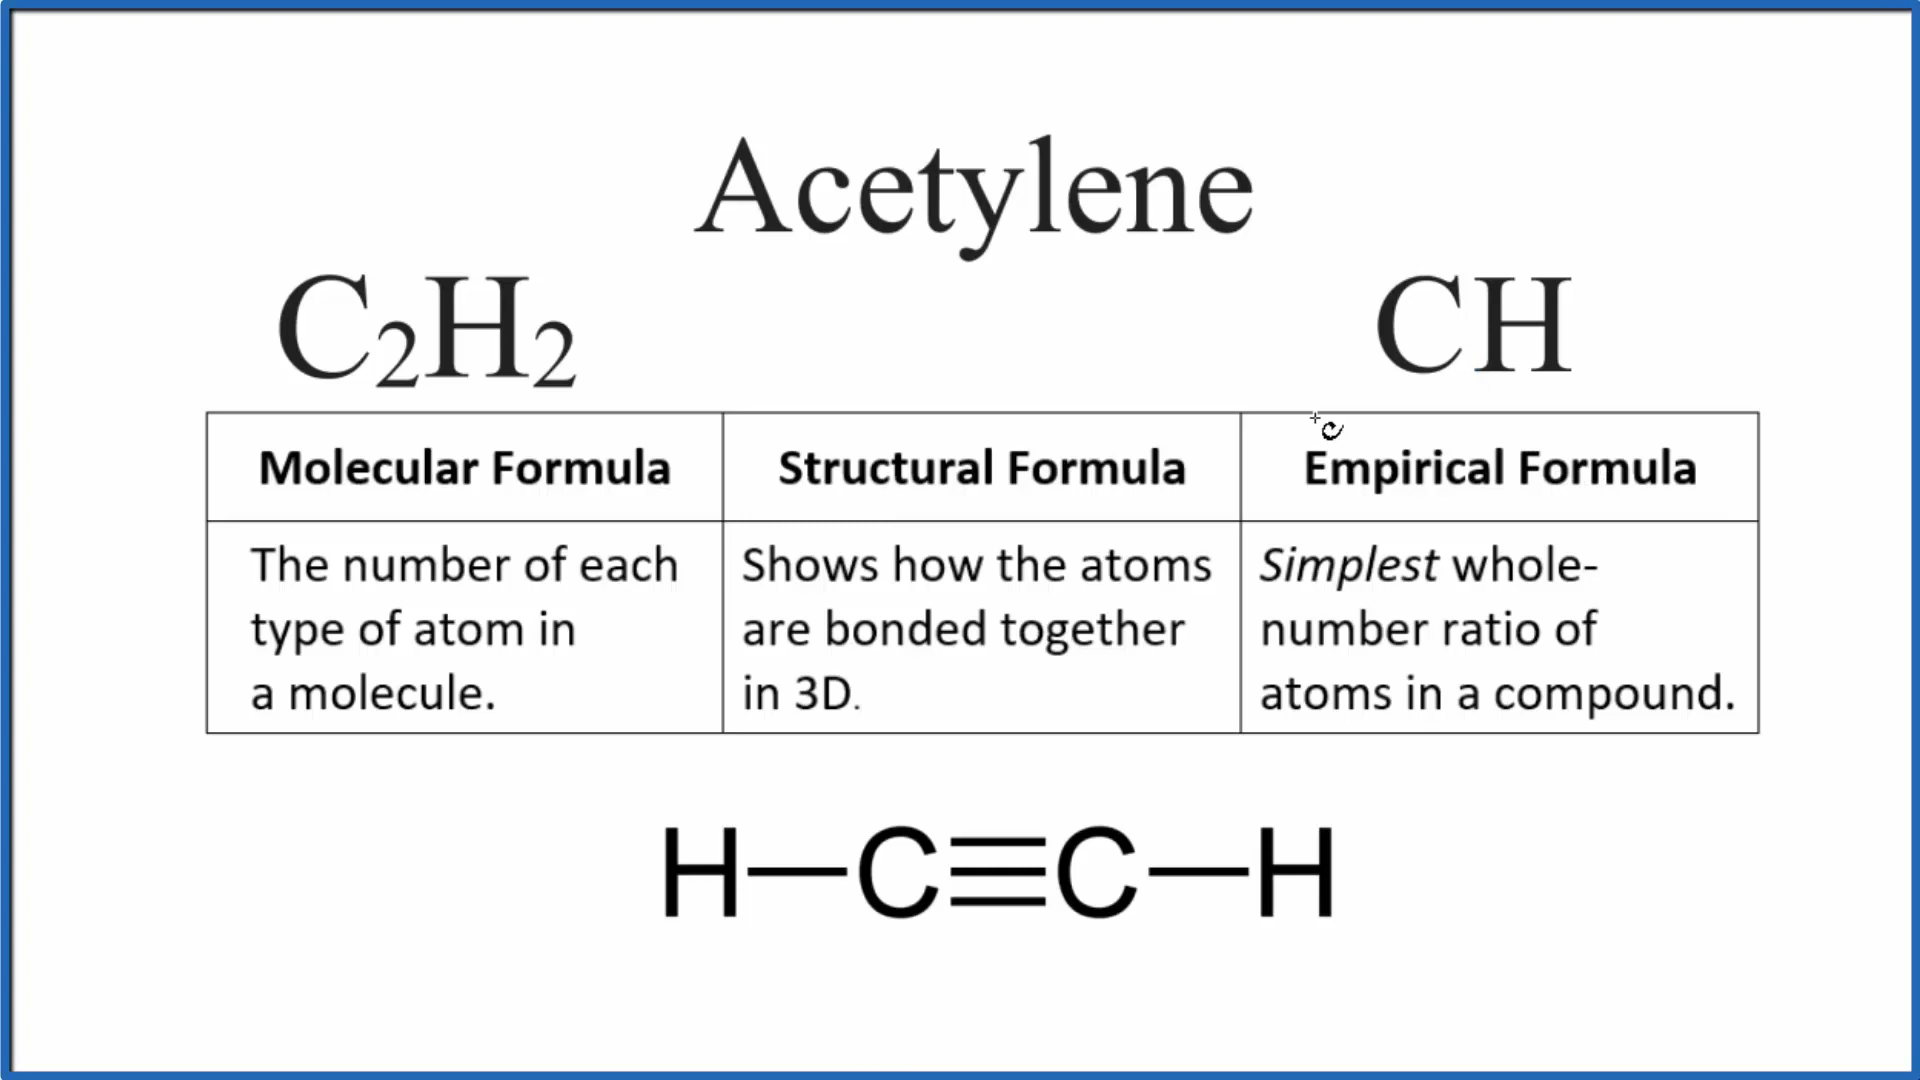 Acetylene
C₂H₂
CH
Molecular Formula
Structural Formula
Empirical Formula
The number of each
type of atom in
a molecule.
Shows how the atoms
are bonded together
in 3D.
Simplest whole-
number ratio of
atoms in a compound.
H—C≡C—H